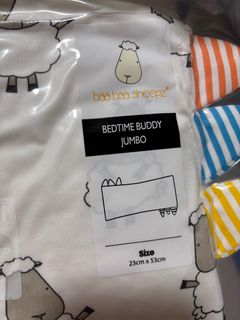 baa baa sheepz®
BEDTIME BUDDY
JUMBO
Size
23cm x 53cm